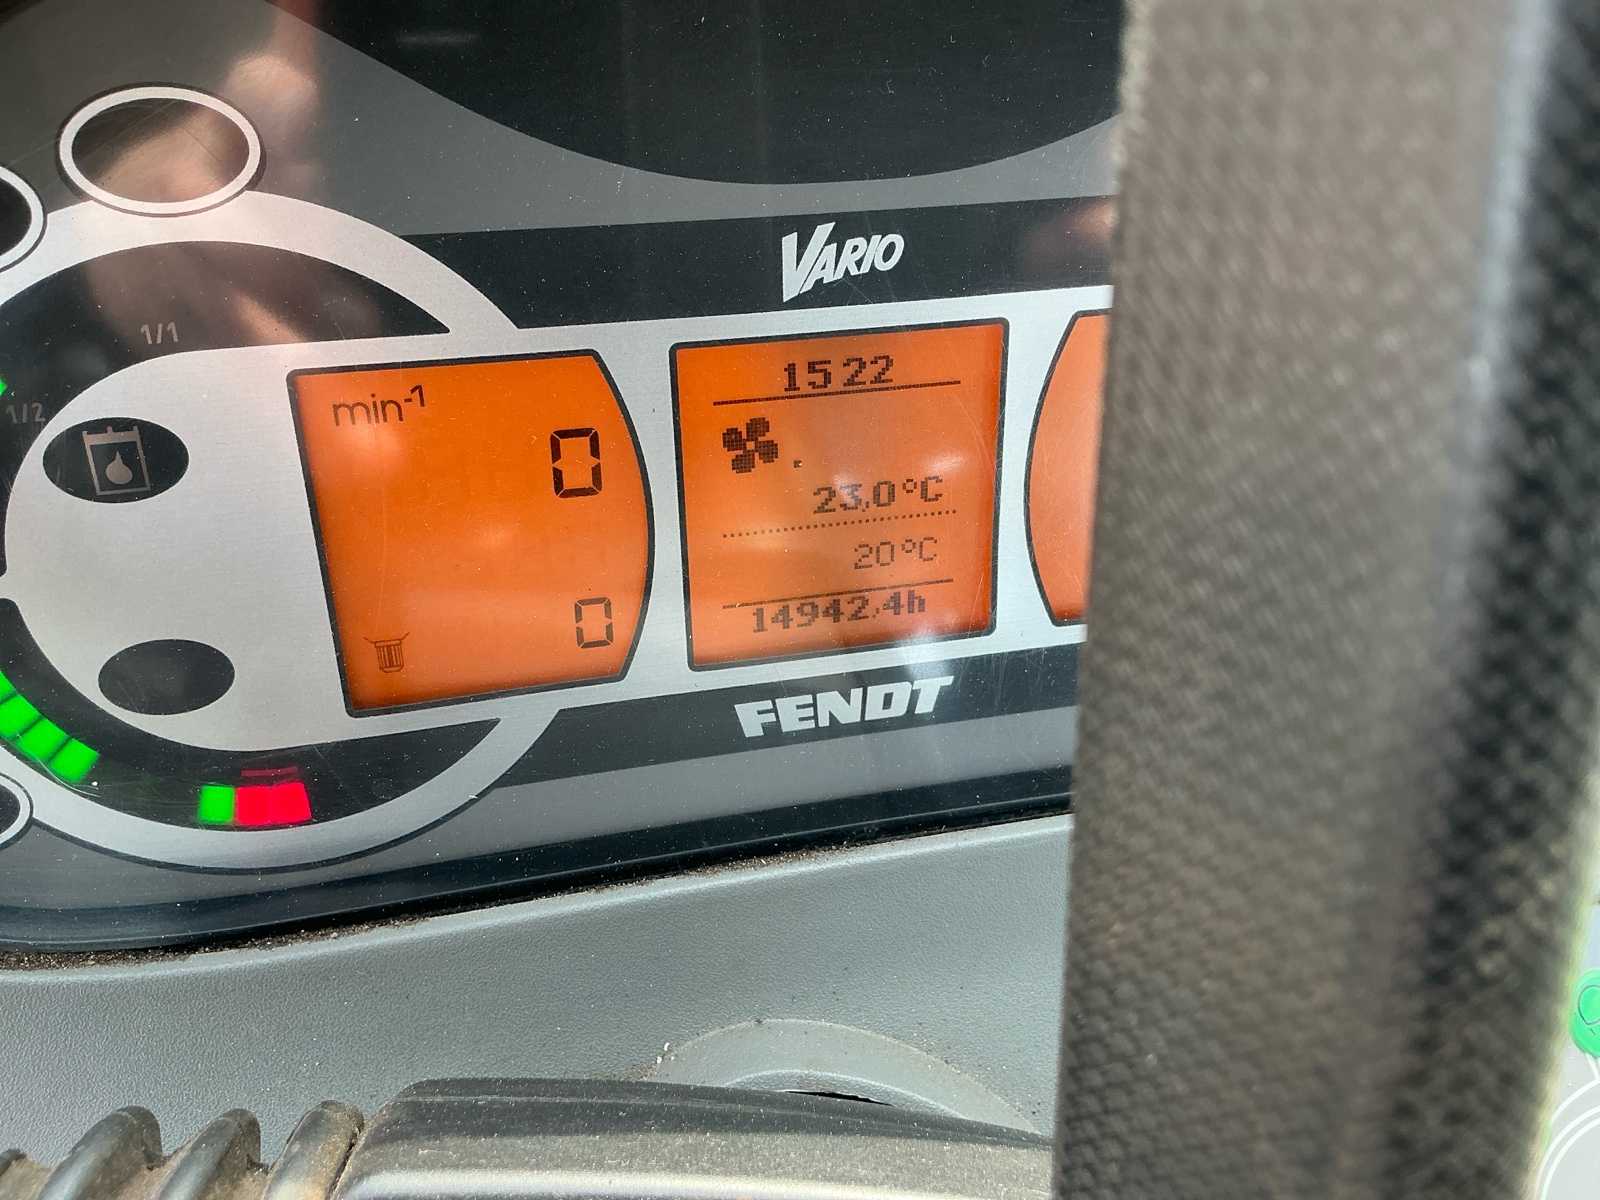 VARIO
1/1
1/2
min-1
0
0
15 22
23,0°C
20°C
14942,4h
FENDT